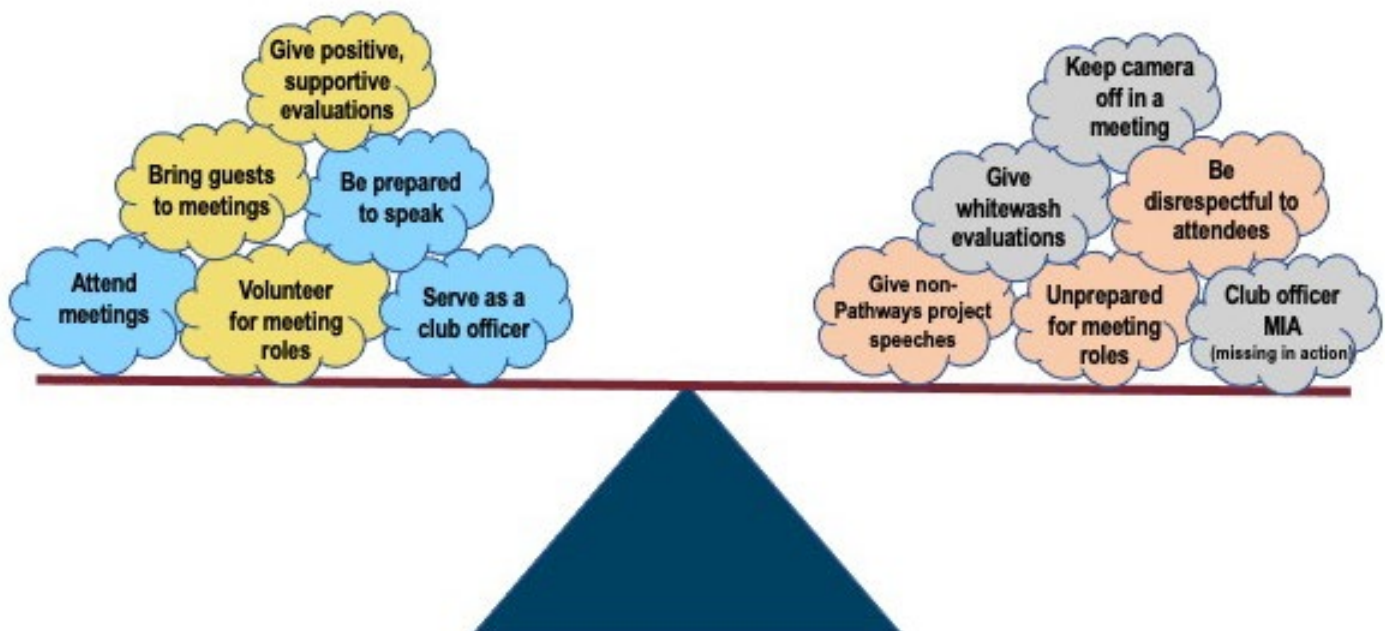 Give positive,
supportive
evaluations
Bring guests
to meetings
Be prepared
to speak
Attend
meetings
Volunteer
for meeting
roles
Serve as a
club officer
Keep camera
off in a
meeting
Give
whitewash
evaluations
Be
disrespectful to
attendees
Give non-
Pathways project
speeches
Unprepared
for meeting
roles
Club officer
MIA
(missing in action)